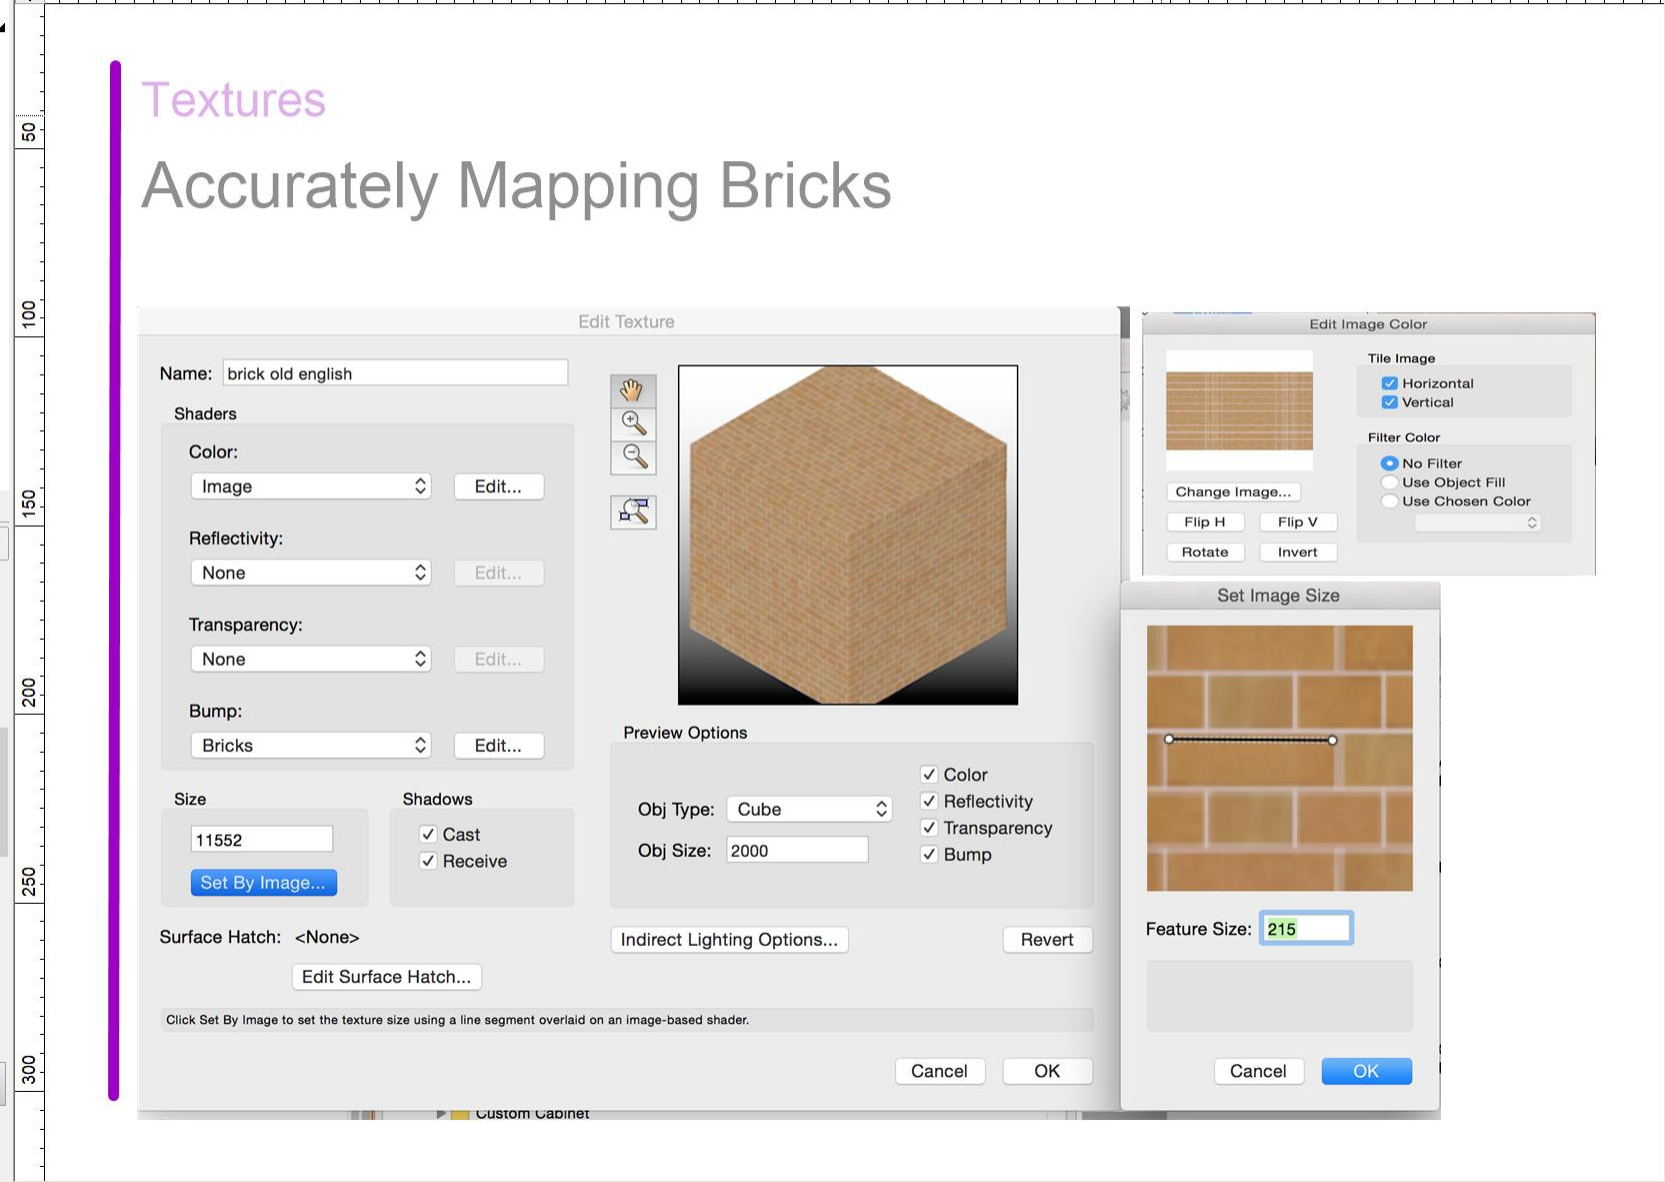 Textures
Accurately Mapping Bricks
50
100
150
200
250
300
Edit Texture
Name: brick old english
Shaders
Color:
Image Edit...
Reflectivity:
None Edit...
Transparency:
None Edit...
Bump:
Bricks Edit...
Size
11552
Set By Image...
Shadows
Cast
Receive
Surface Hatch: <None>
Edit Surface Hatch...
Preview Options
Obj Type: Cube
Obj Size: 2000
Color
Reflectivity
Transparency
Bump
Indirect Lighting Options...
Revert
Click Set By Image to set the texture size using a line segment overlaid on an image-based shader.
Cancel OK
Custom Cabinet
Edit Image Color
Change Image...
Flip H Flip V
Rotate Invert
Tile Image
Horizontal
Vertical
Filter Color
No Filter
Use Object Fill
Use Chosen Color
Set Image Size
Feature Size: 215
Cancel OK